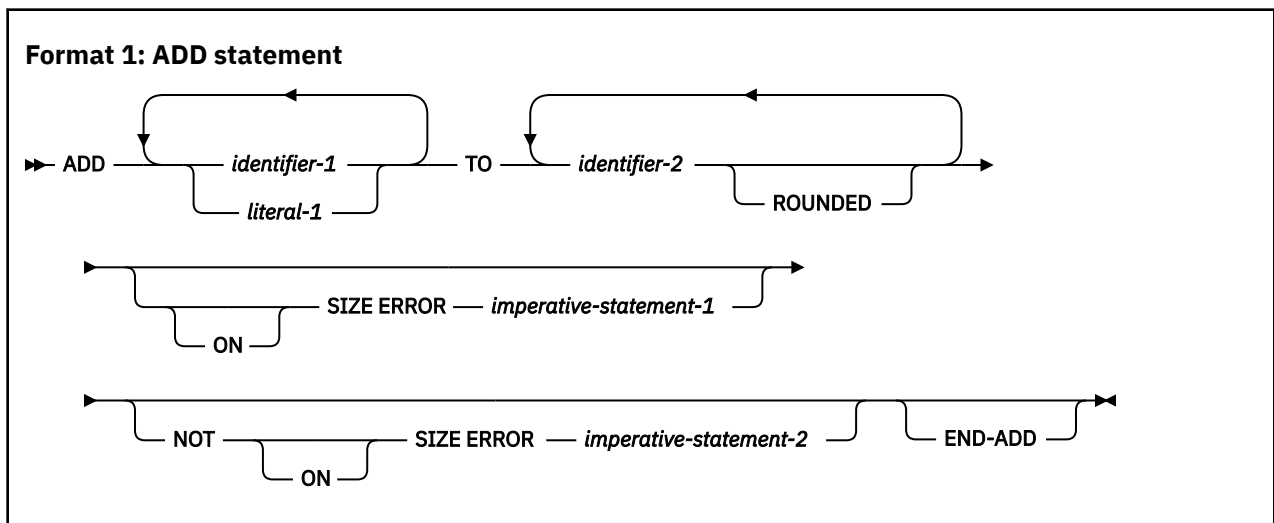 Format 1: ADD statement
ADD identifier-1 TO identifier-2
literal-1 ROUNDED
SIZE ERROR imperative-statement-1
ON
NOT SIZE ERROR imperative-statement-2 END-ADD
ON